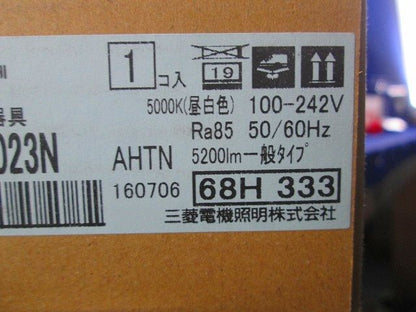 1 コ入
19
5000K(昼白色) 100-242V
器具
Ra85 50/60Hz
023N
AHTN 5200lm一般タイプ
160706 68H 333
三菱電機照明株式会社